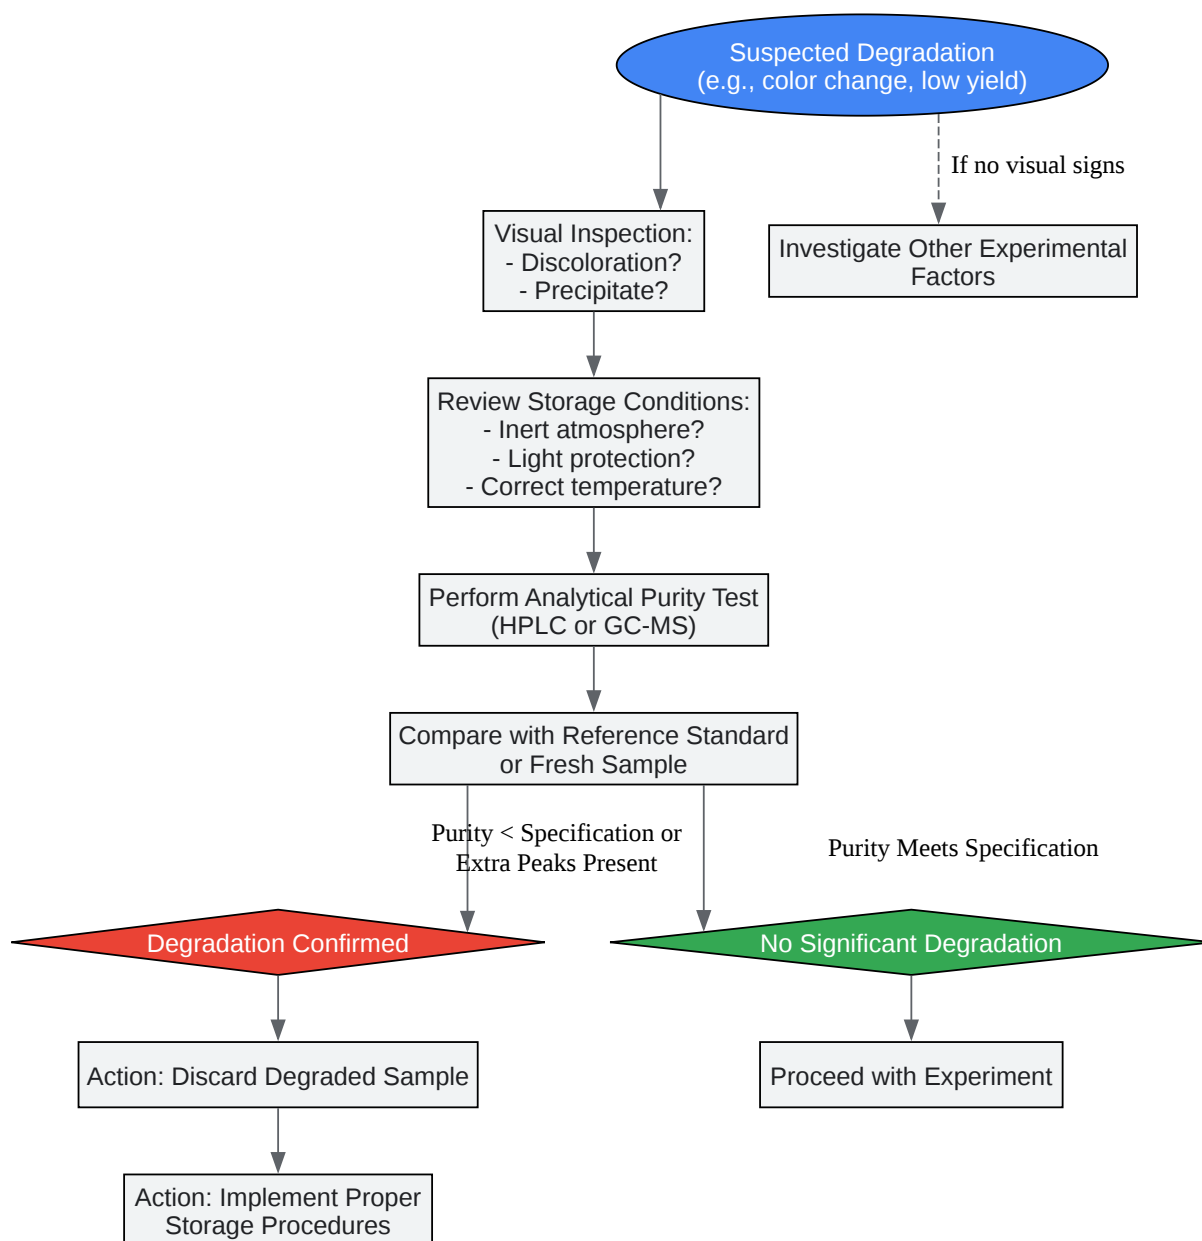 Suspected Degradation
(e.g., color change, low yield)
If no visual signs
Visual Inspection:
- Discoloration?
- Precipitate?
Investigate Other Experimental
Factors
Review Storage Conditions:
- Inert atmosphere?
- Light protection?
- Correct temperature?
Perform Analytical Purity Test
(HPLC or GC-MS)
Compare with Reference Standard
or Fresh Sample
Purity < Specification or
Extra Peaks Present
Purity Meets Specification
Degradation Confirmed
No Significant Degradation
Action: Discard Degraded Sample
Proceed with Experiment
Action: Implement Proper
Storage Procedures